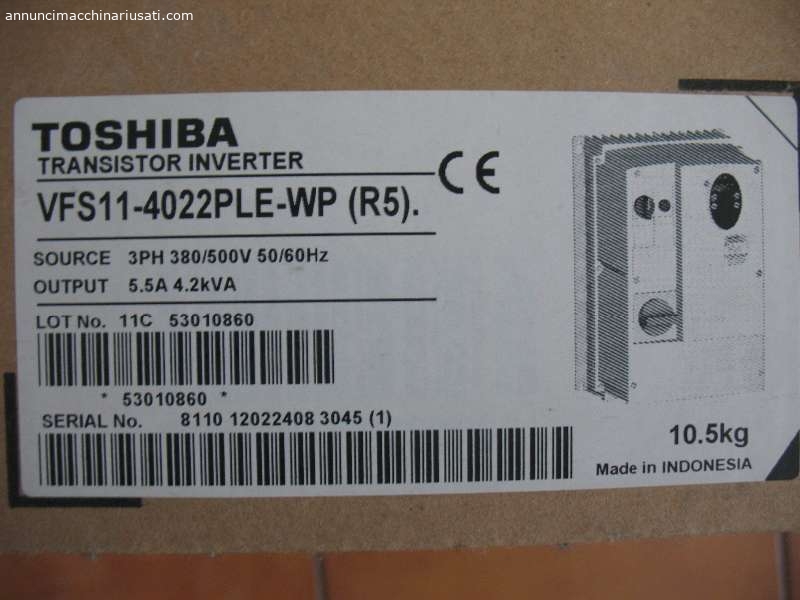 annuncimacchinariusati.com
TOSHIBA
TRANSISTOR INVERTER
CE
VFS11-4022PLE-WP (R5).
SOURCE 3PH 380/500V 50/60Hz
OUTPUT 5.5A 4.2kVA
LOT No. 11C 53010860
* 53010860 *
SERIAL No. 8110 12022408 3045 (1)
10.5kg
Made in INDONESIA